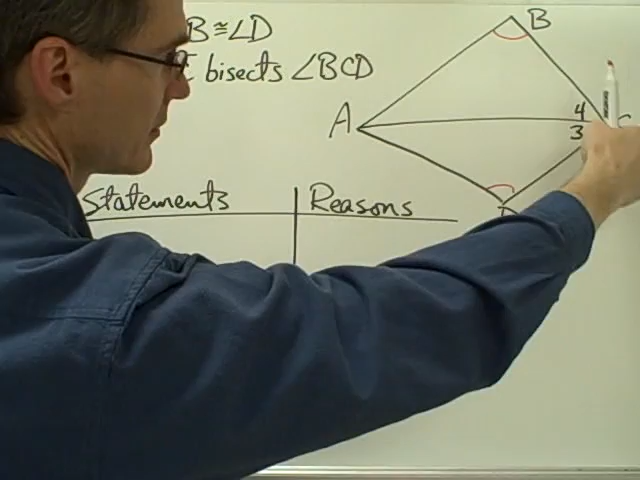 B ≅ ∠D
bisects ∠BCD
B
A
4
3
Statements
Reasons